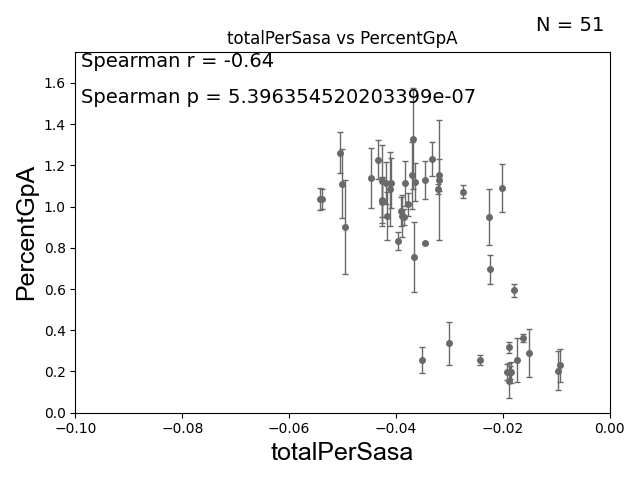 N = 51
totalPerSasa vs PercentGpA
Spearman r = -0.64
Spearman p = 5.396354520203399e-07
PercentGpA
1.6
1.4
1.2
1.0
0.8
0.6
0.4
0.2
0.0
−0.10 −0.08 −0.06 −0.04 −0.02 0.00
totalPerSasa